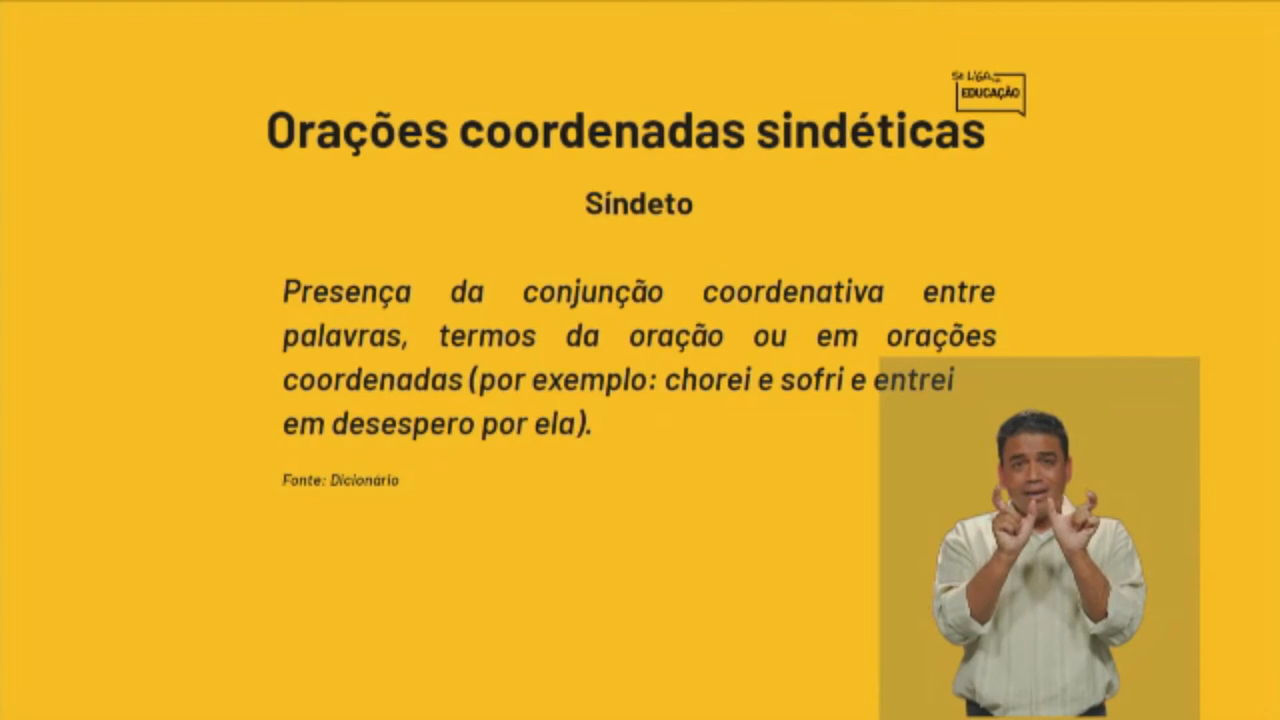 Se LIGA na
EDUCAÇÃO
Orações coordenadas sindéticas
Síndeto
Presença da conjunção coordenativa entre
palavras, termos da oração ou em orações
coordenadas (por exemplo: chorei e sofri e entrei
em desespero por ela).
Fonte: Dicionário